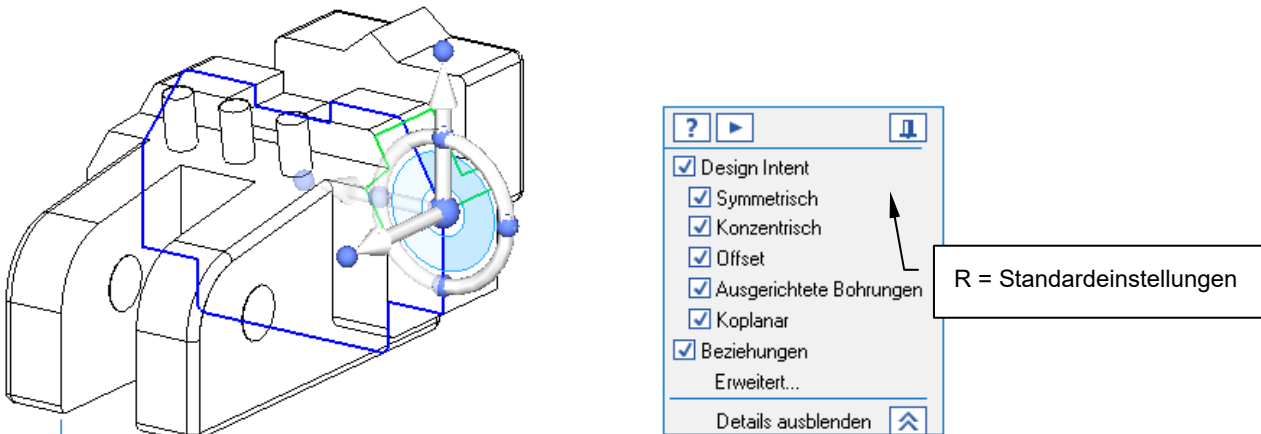 ?
Design Intent
Symmetrisch
Konzentrisch
Offset
Ausgerichtete Bohrungen
Koplanar
Beziehungen
Erweitert...
Details ausblenden
R = Standardeinstellungen